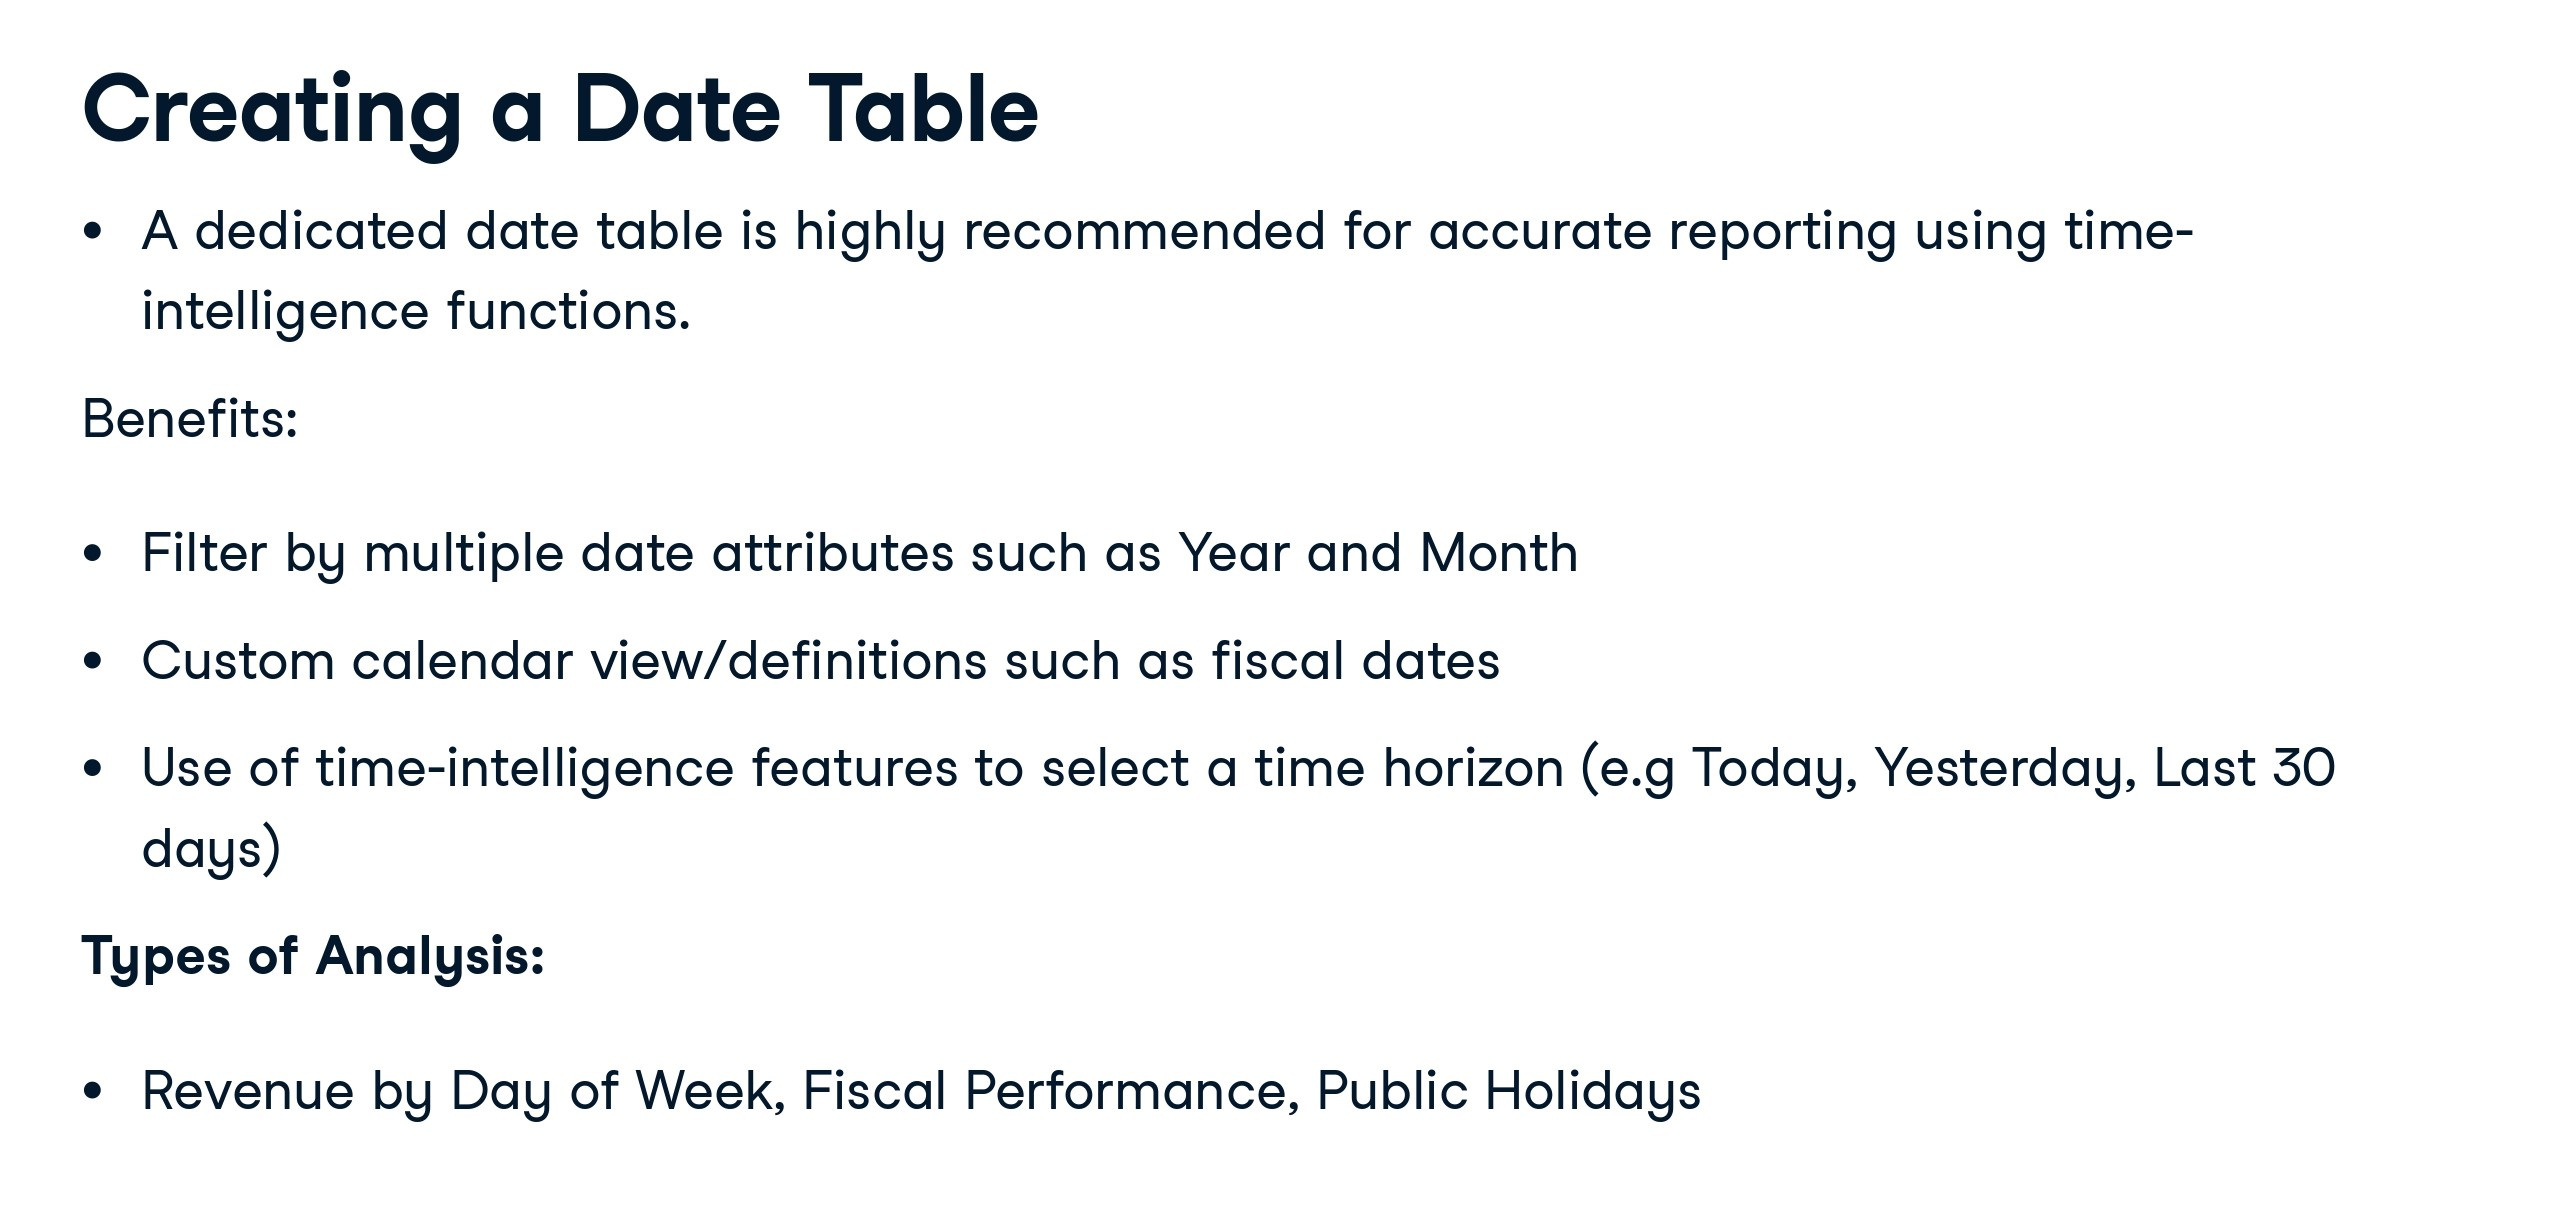 Creating a Date Table
• A dedicated date table is highly recommended for accurate reporting using time-
intelligence functions.
Benefits:
• Filter by multiple date attributes such as Year and Month
• Custom calendar view/definitions such as fiscal dates
• Use of time-intelligence features to select a time horizon (e.g Today, Yesterday, Last 30
days)
Types of Analysis:
• Revenue by Day of Week, Fiscal Performance, Public Holidays